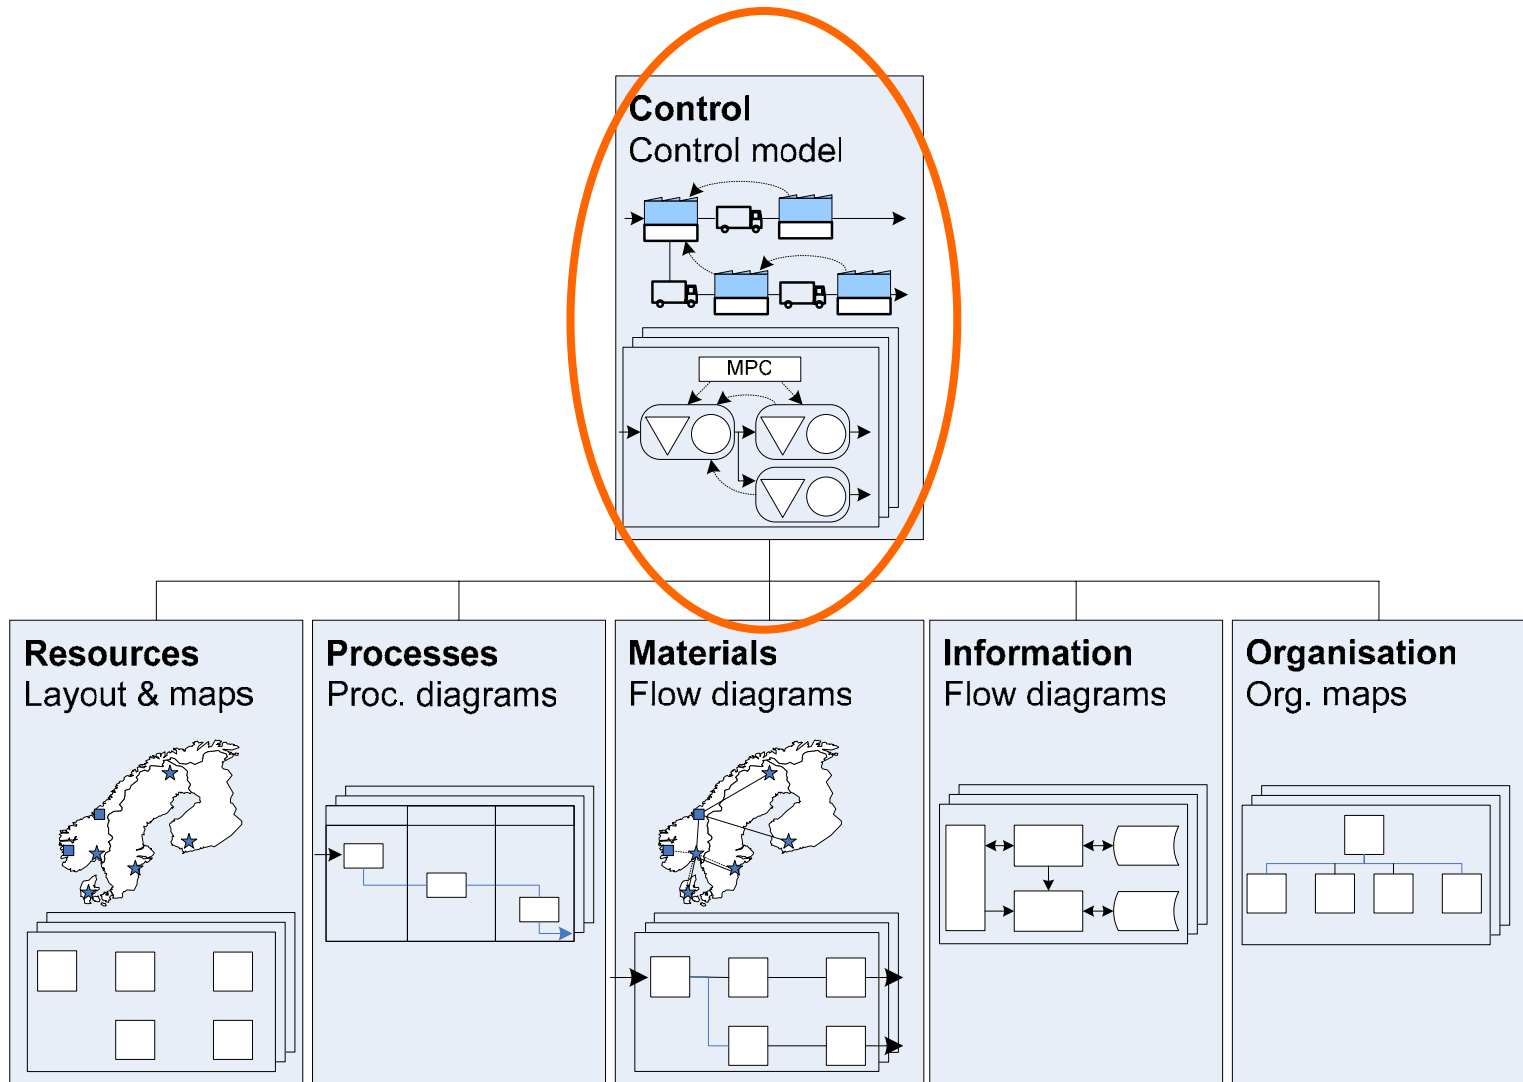 Control
Control model
MPC
Resources
Layout & maps
Processes
Proc. diagrams
Materials
Flow diagrams
Information
Flow diagrams
Organisation
Org. maps